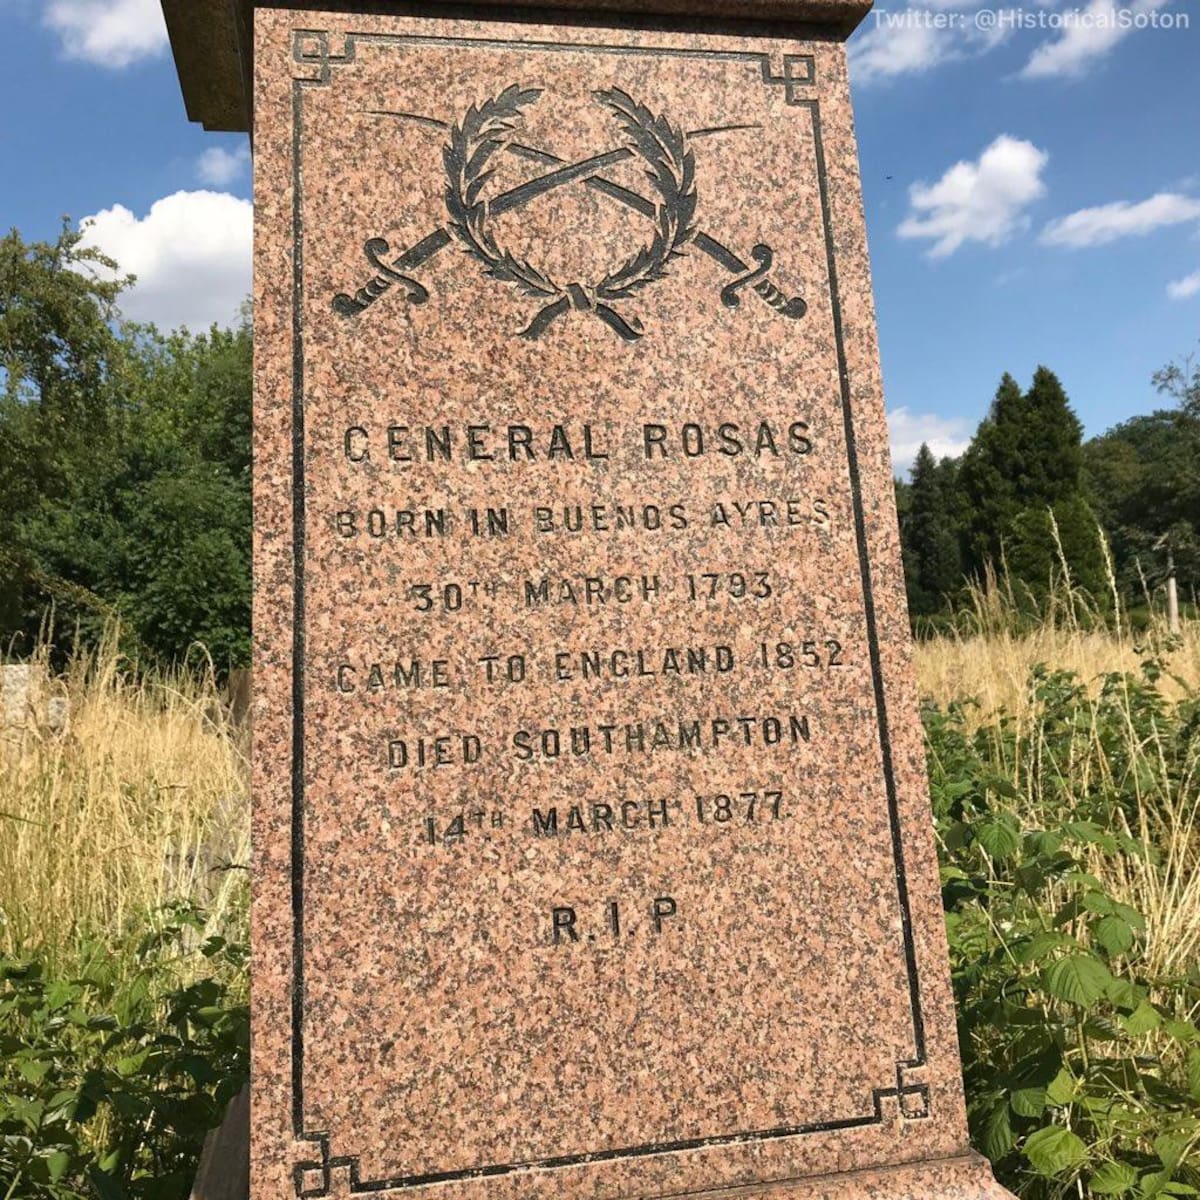 Twitter: @HistoricalSoton
GENERAL ROSAS
BORN IN BUENOS AYRES
30TH MARCH 1793
CAME TO ENGLAND 1852
DIED SOUTHAMPTON
14TH MARCH 1877.
R.I.P.